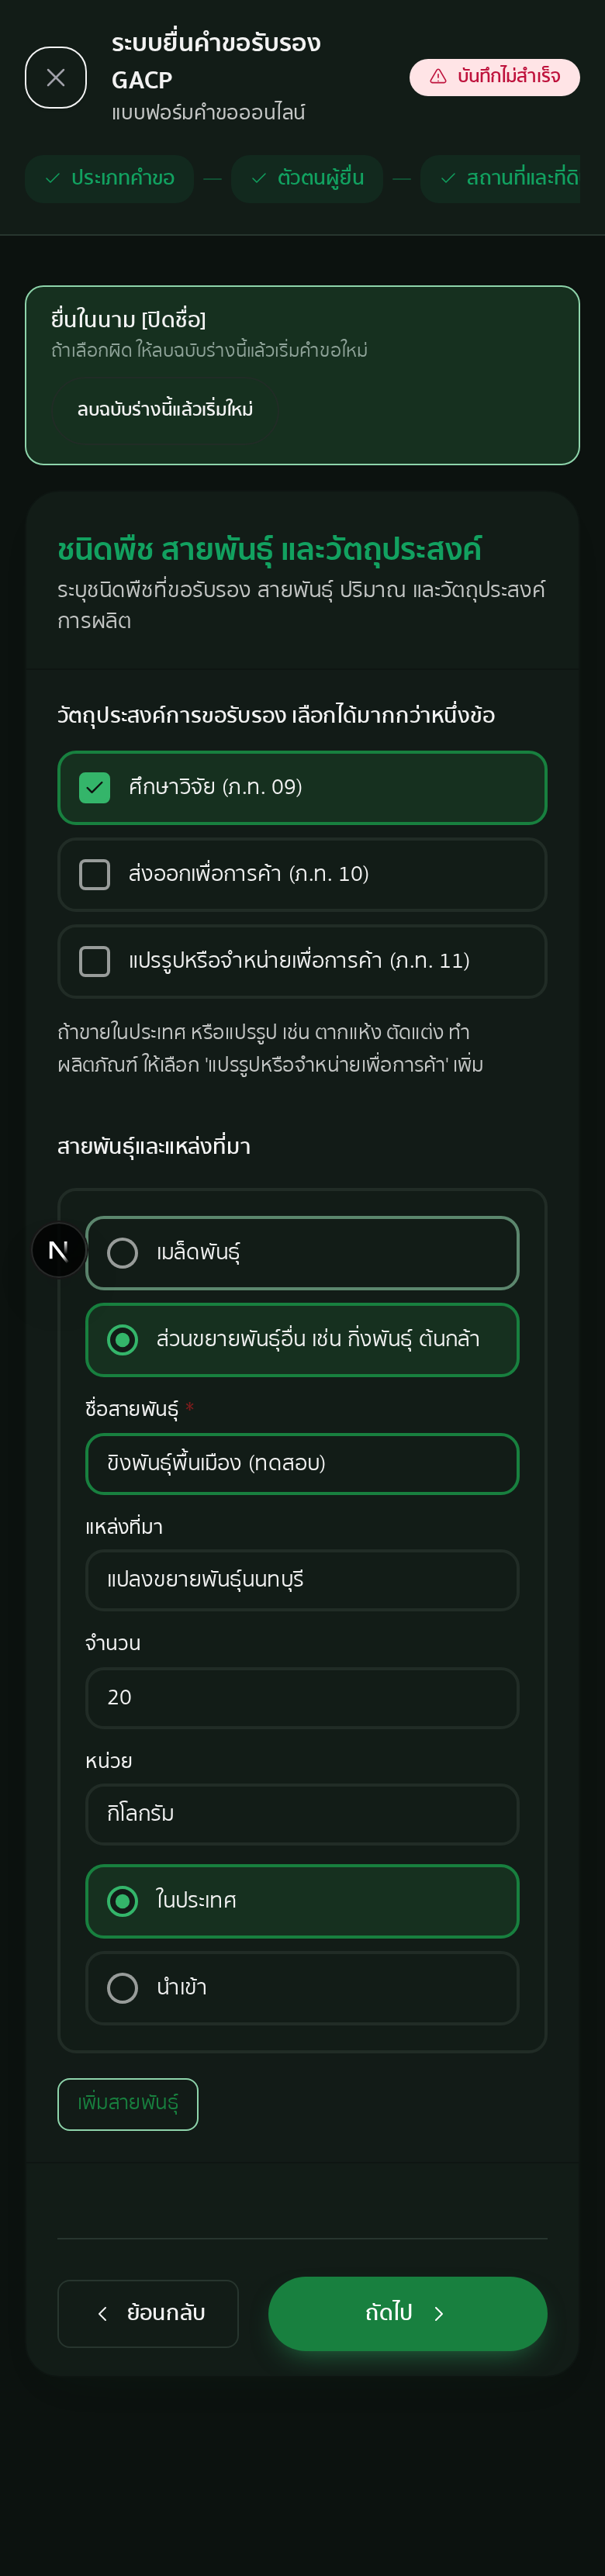 ระบบยื่นคำขอรับรอง
GACP
แบบฟอร์มคำขอออนไลน์
บันทึกไม่สำเร็จ
ประเภทคำขอ
ตัวตนผู้ยื่น
สถานที่และที่ดิ
ยื่นในนาม [ปิดชื่อ]
ถ้าเลือกผิด ให้ลบฉบับร่างนี้แล้วเริ่มคำขอใหม่
ลบฉบับร่างนี้แล้วเริ่มใหม่
ชนิดพืช สายพันธุ์ และวัตถุประสงค์
ระบุชนิดพืชที่ขอรับรอง สายพันธุ์ ปริมาณ และวัตถุประสงค์
การผลิต
วัตถุประสงค์การขอรับรอง เลือกได้มากกว่าหนึ่งข้อ
ศึกษาวิจัย (ภ.ท. 09)
ส่งออกเพื่อการค้า (ภ.ท. 10)
แปรรูปหรือจำหน่ายเพื่อการค้า (ภ.ท. 11)
ถ้าขายในประเทศ หรือแปรรูป เช่น ตากแห้ง ตัดแต่ง ทำ
ผลิตภัณฑ์ ให้เลือก 'แปรรูปหรือจำหน่ายเพื่อการค้า' เพิ่ม
สายพันธุ์และแหล่งที่มา
N
เมล็ดพันธุ์
ส่วนขยายพันธุ์อื่น เช่น กิ่งพันธุ์ ต้นกล้า
ชื่อสายพันธุ์ *
ขิงพันธุ์พื้นเมือง (ทดสอบ)
แหล่งที่มา
แปลงขยายพันธุ์นนทบุรี
จำนวน
20
หน่วย
กิโลกรัม
ในประเทศ
นำเข้า
เพิ่มสายพันธุ์
ย้อนกลับ
ถัดไป